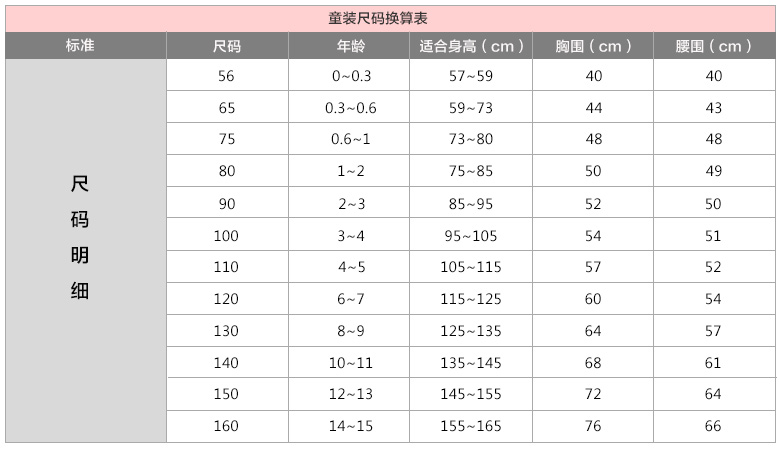 童装尺码换算表
标准 尺码 年龄 适合身高（cm） 胸围（cm） 腰围（cm）
56 0~0.3 57~59 40 40
65 0.3~0.6 59~73 44 43
75 0.6~1 73~80 48 48
80 1~2 75~85 50 49
90 2~3 85~95 52 50
100 3~4 95~105 54 51
110 4~5 105~115 57 52
120 6~7 115~125 60 54
130 8~9 125~135 64 57
140 10~11 135~145 68 61
150 12~13 145~155 72 64
160 14~15 155~165 76 66
尺
码
明
细